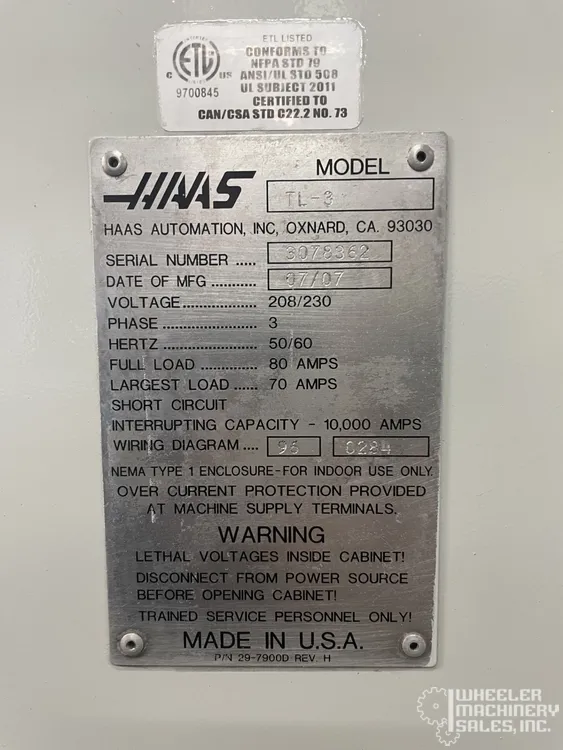 ETL LISTED
CONFORMS TO
NFPA STD 79
ANSI/UL STD 508
UL SUBJECT 2011
CERTIFIED TO
CAN/CSA STD C22.2 NO. 73
ETL
C US
9700845
HAAS
MODEL
TL-3
HAAS AUTOMATION, INC, OXNARD, CA. 93030
SERIAL NUMBER ..... 3078362
DATE OF MFG ........... 07/07
VOLTAGE................. 208/230
PHASE ..................... 3
HERTZ ..................... 50/60
FULL LOAD .............. 80 AMPS
LARGEST LOAD ...... 70 AMPS
SHORT CIRCUIT
INTERRUPTING CAPACITY - 10,000 AMPS
WIRING DIAGRAM .... 96 0284
NEMA TYPE 1 ENCLOSURE-FOR INDOOR USE ONLY.
OVER CURRENT PROTECTION PROVIDED
AT MACHINE SUPPLY TERMINALS.
WARNING
LETHAL VOLTAGES INSIDE CABINET!
DISCONNECT FROM POWER SOURCE
BEFORE OPENING CABINET!
TRAINED SERVICE PERSONNEL ONLY!
MADE IN U.S.A.
P/N 29-7900D REV. H
WHEELER
MACHINERY
SALES, INC.